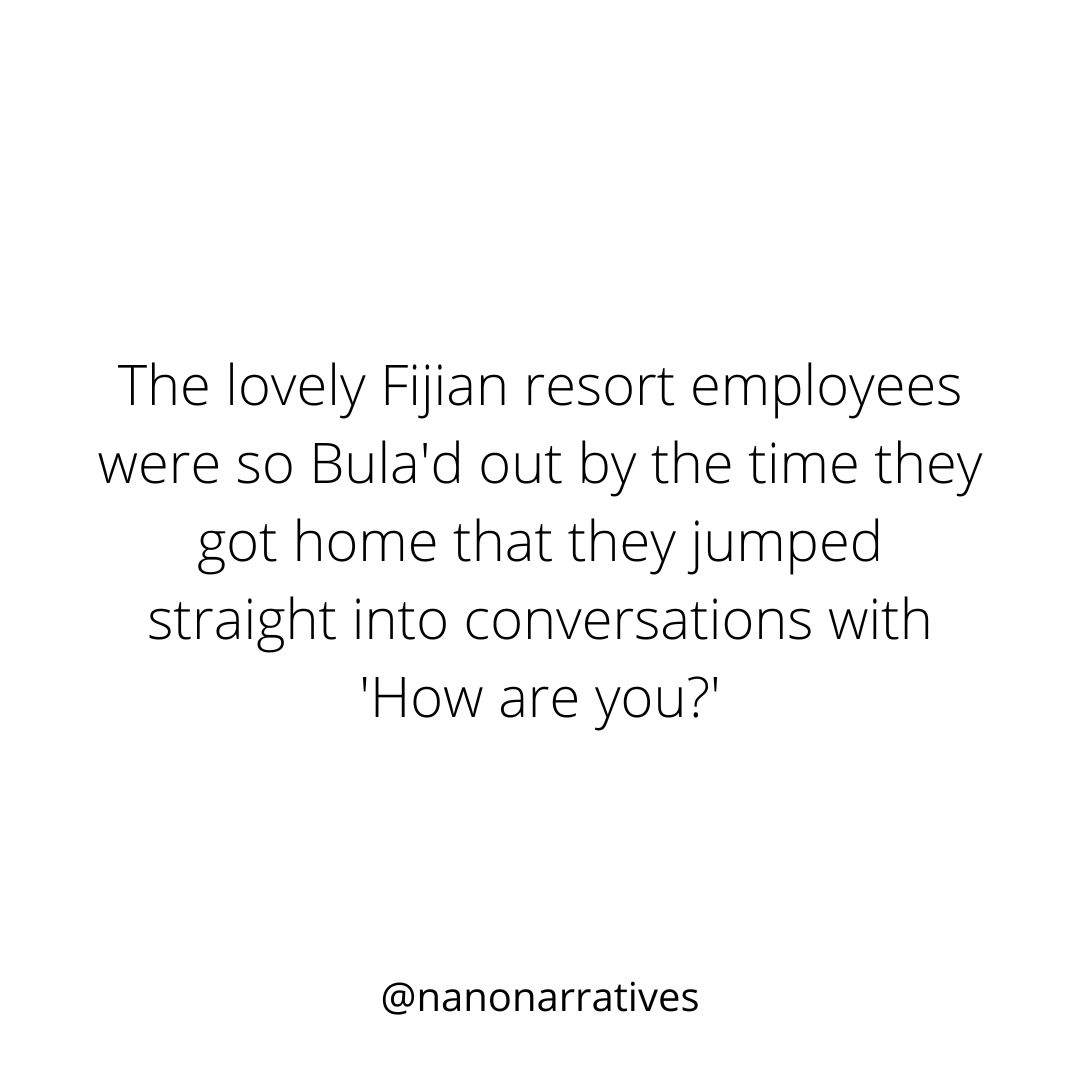 The lovely Fijian resort employees
were so Bula'd out by the time they
got home that they jumped
straight into conversations with
'How are you?'
@nanonarratives